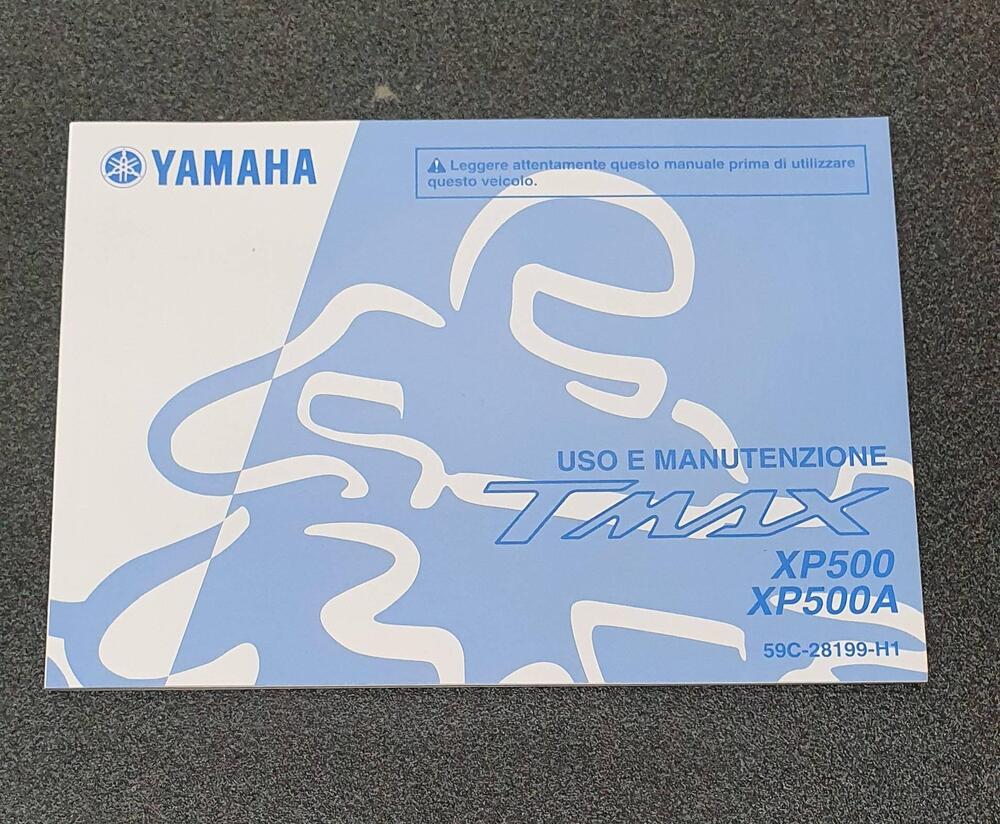 YAMAHA
Leggere attentamente questo manuale prima di utilizzare
questo veicolo.
USO E MANUTENZIONE
TMAX
XP500
XP500A
59C-28199-H1